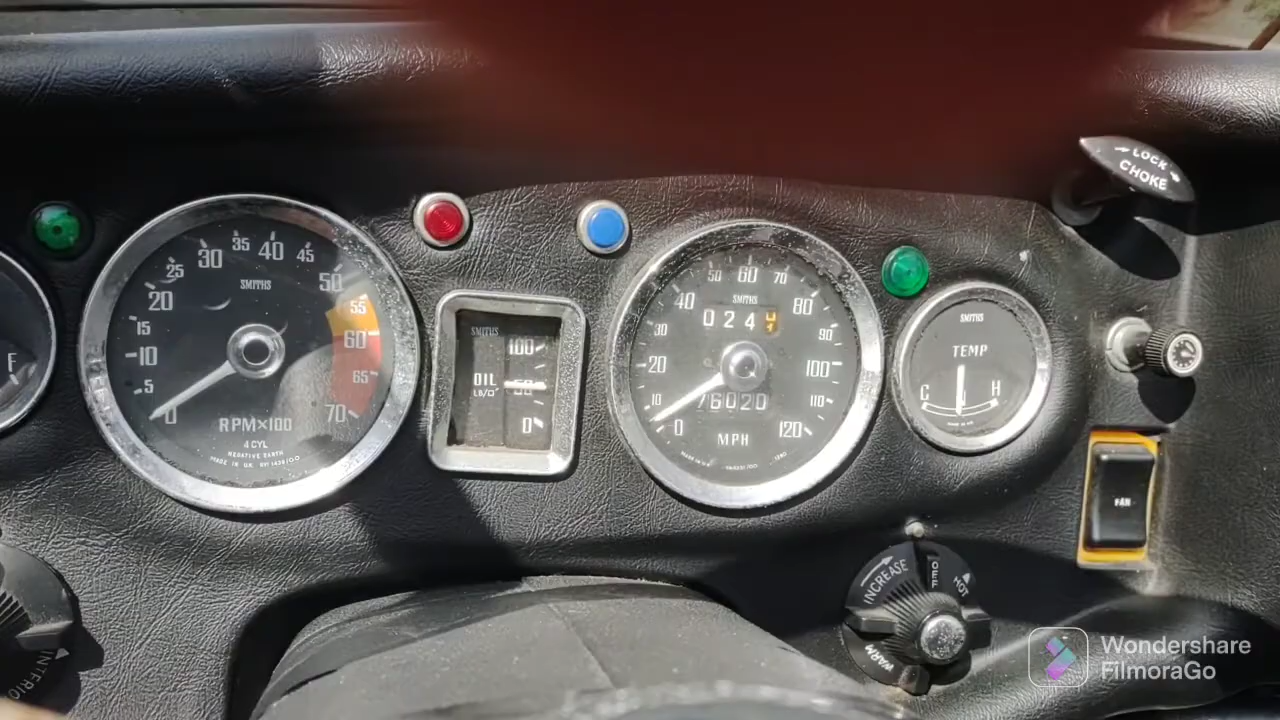 LOCK
CHOKE
F
0
5
10
15
20
25
30
35
40
45
50
55
60
65
70
SMITHS
RPM×100
4 CYL
NEGATIVE EARTH
SMITHS
100
OIL
50
0
0
10
20
30
40
50
60
70
80
90
100
110
120
SMITHS
024
76020
MPH
SMITHS
TEMP
C
H
FAN
INCREASE
OFF
HOT
WARM
Wondershare
FilmoraGo